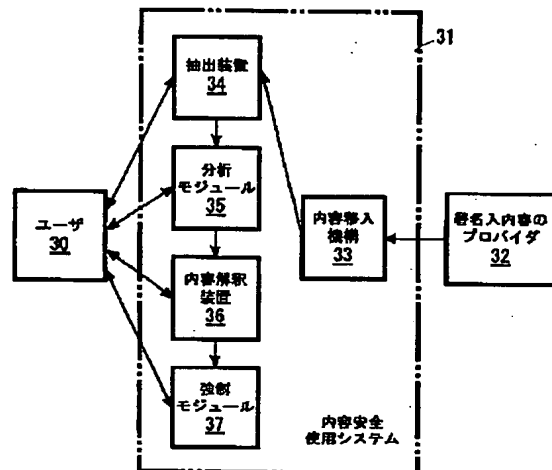 31
抽出装置
34
分析
モジュール
35
ユーザ
30
内容移入
機構
33
署名入内容の
プロバイダ
32
内容解釈
装置
36
強制
モジュール
37
内容安全
使用システム